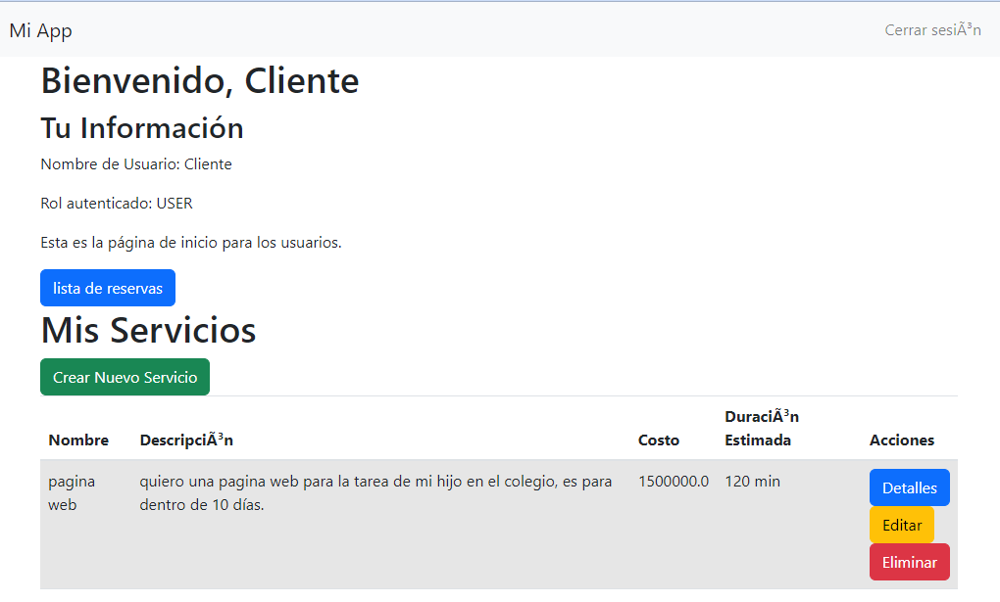 Mi App
Cerrar sesiÃ³n
Bienvenido, Cliente
Tu Información
Nombre de Usuario: Cliente
Rol autenticado: USER
Esta es la página de inicio para los usuarios.
lista de reservas
Mis Servicios
Crear Nuevo Servicio
Nombre
DescripciÃ³n
Costo
DuraciÃ³n
Estimada
Acciones
pagina
web
quiero una pagina web para la tarea de mi hijo en el colegio, es para
dentro de 10 días.
1500000.0
120 min
Detalles
Editar
Eliminar